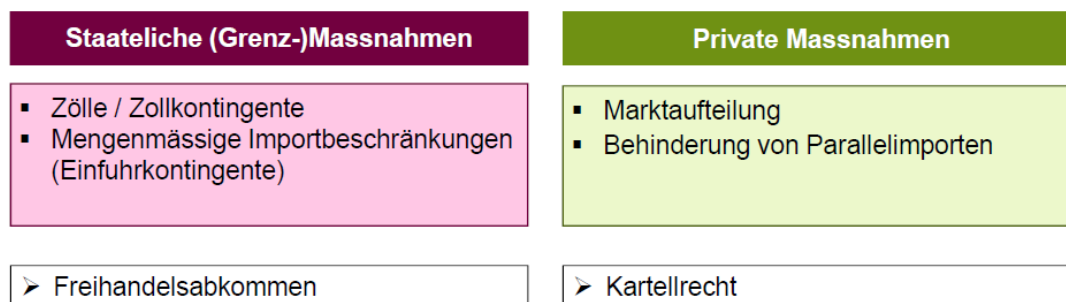 Staateliche (Grenz-)Massnahmen
▪ Zölle / Zollkontingente
▪ Mengenmässige Importbeschränkungen
(Einfuhrkontingente)
➢ Freihandelsabkommen
Private Massnahmen
▪ Marktaufteilung
▪ Behinderung von Parallelimporten
➢ Kartellrecht